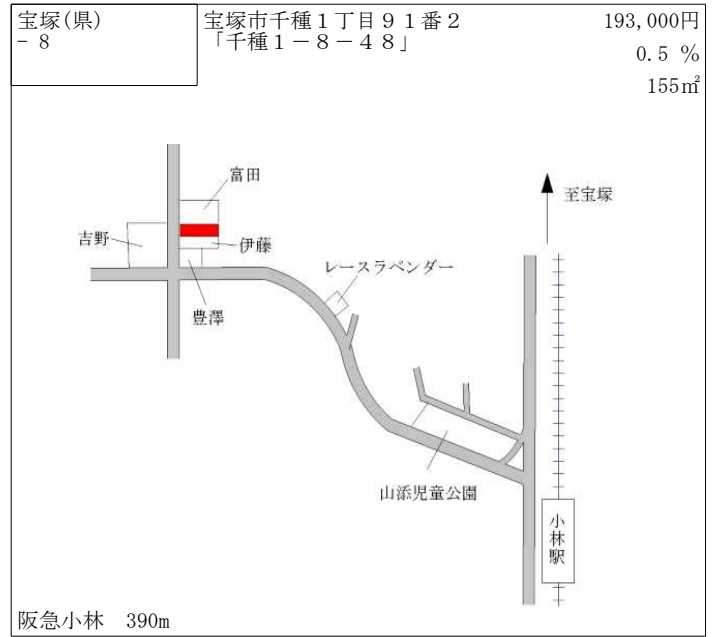 宝塚(県)
－8
宝塚市千種１丁目９１番２
「千種１－８－４８」
193,000円
0.5 %
155㎡
富田
至宝塚
吉野
伊藤
レースラベンダー
豊澤
山添児童公園
小林駅
阪急小林 390m